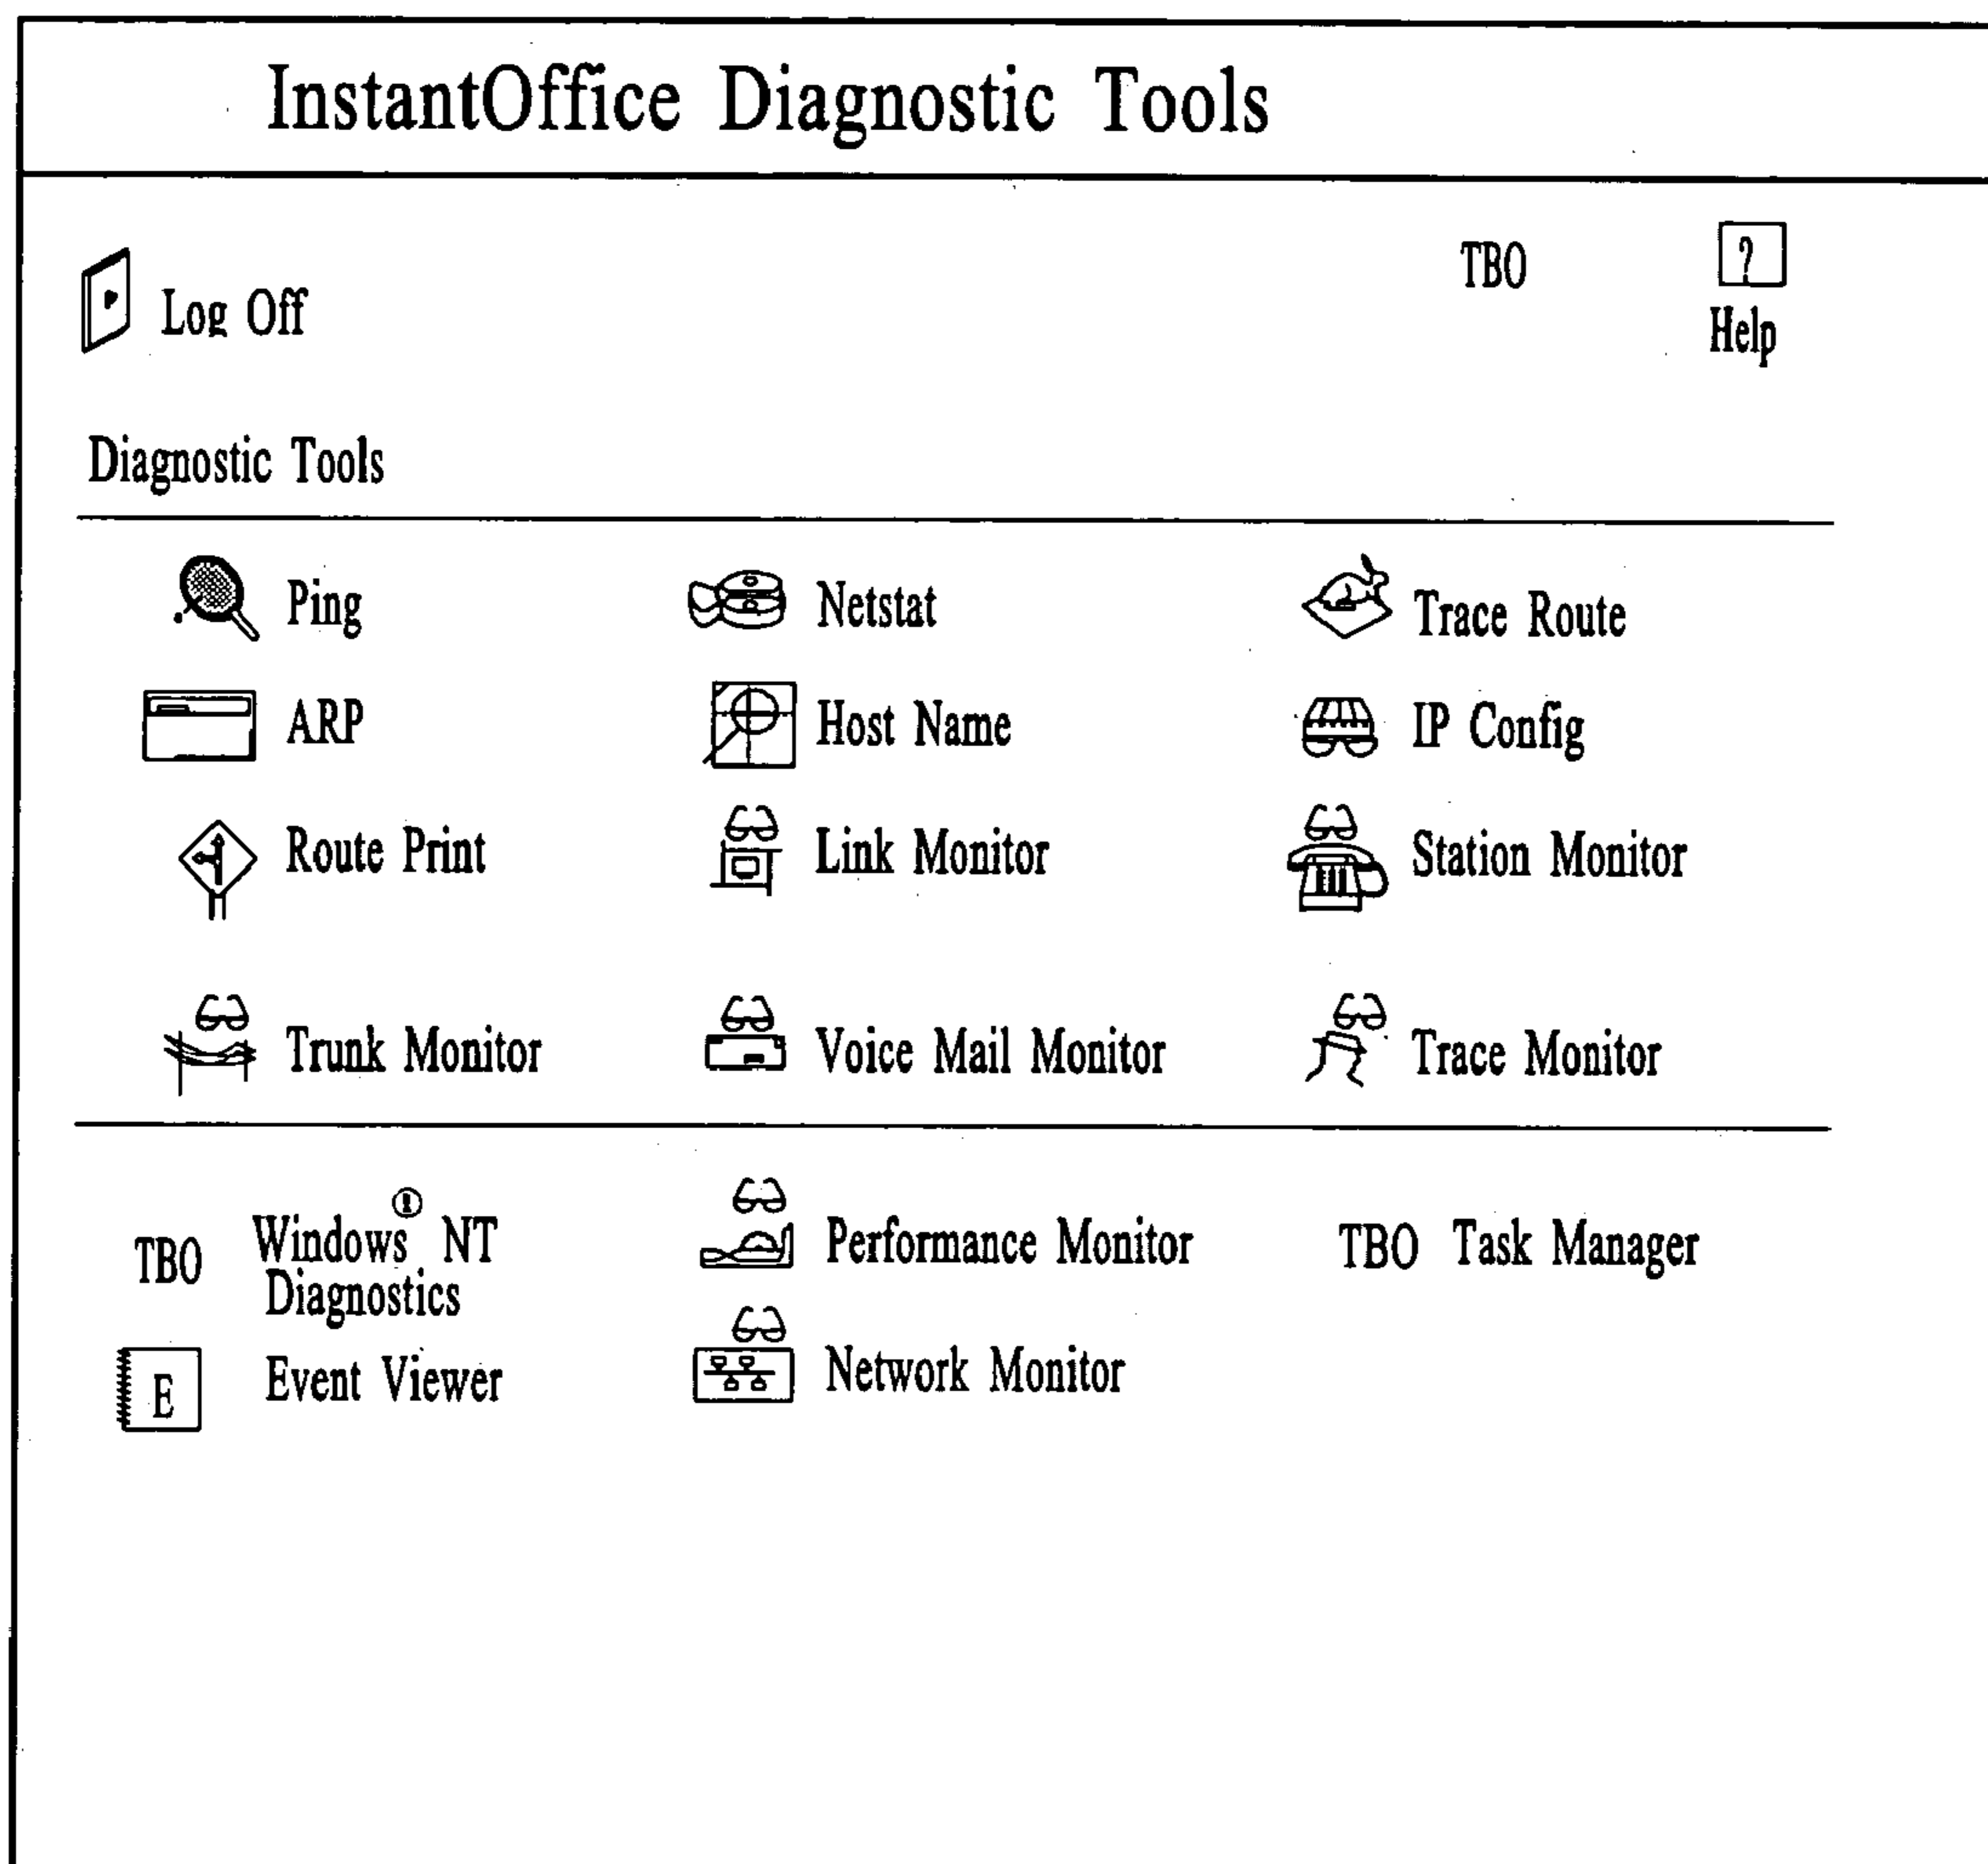 InstantOffice Diagnostic Tools
Log Off
TBO
?
Help
Diagnostic Tools
Ping
Netstat
Trace Route
ARP
Host Name
IP Config
Route Print
Link Monitor
Station Monitor
Trunk Monitor
Voice Mail Monitor
Trace Monitor
TBO
Windows® NT
Diagnostics
Performance Monitor
TBO Task Manager
E
Event Viewer
Network Monitor